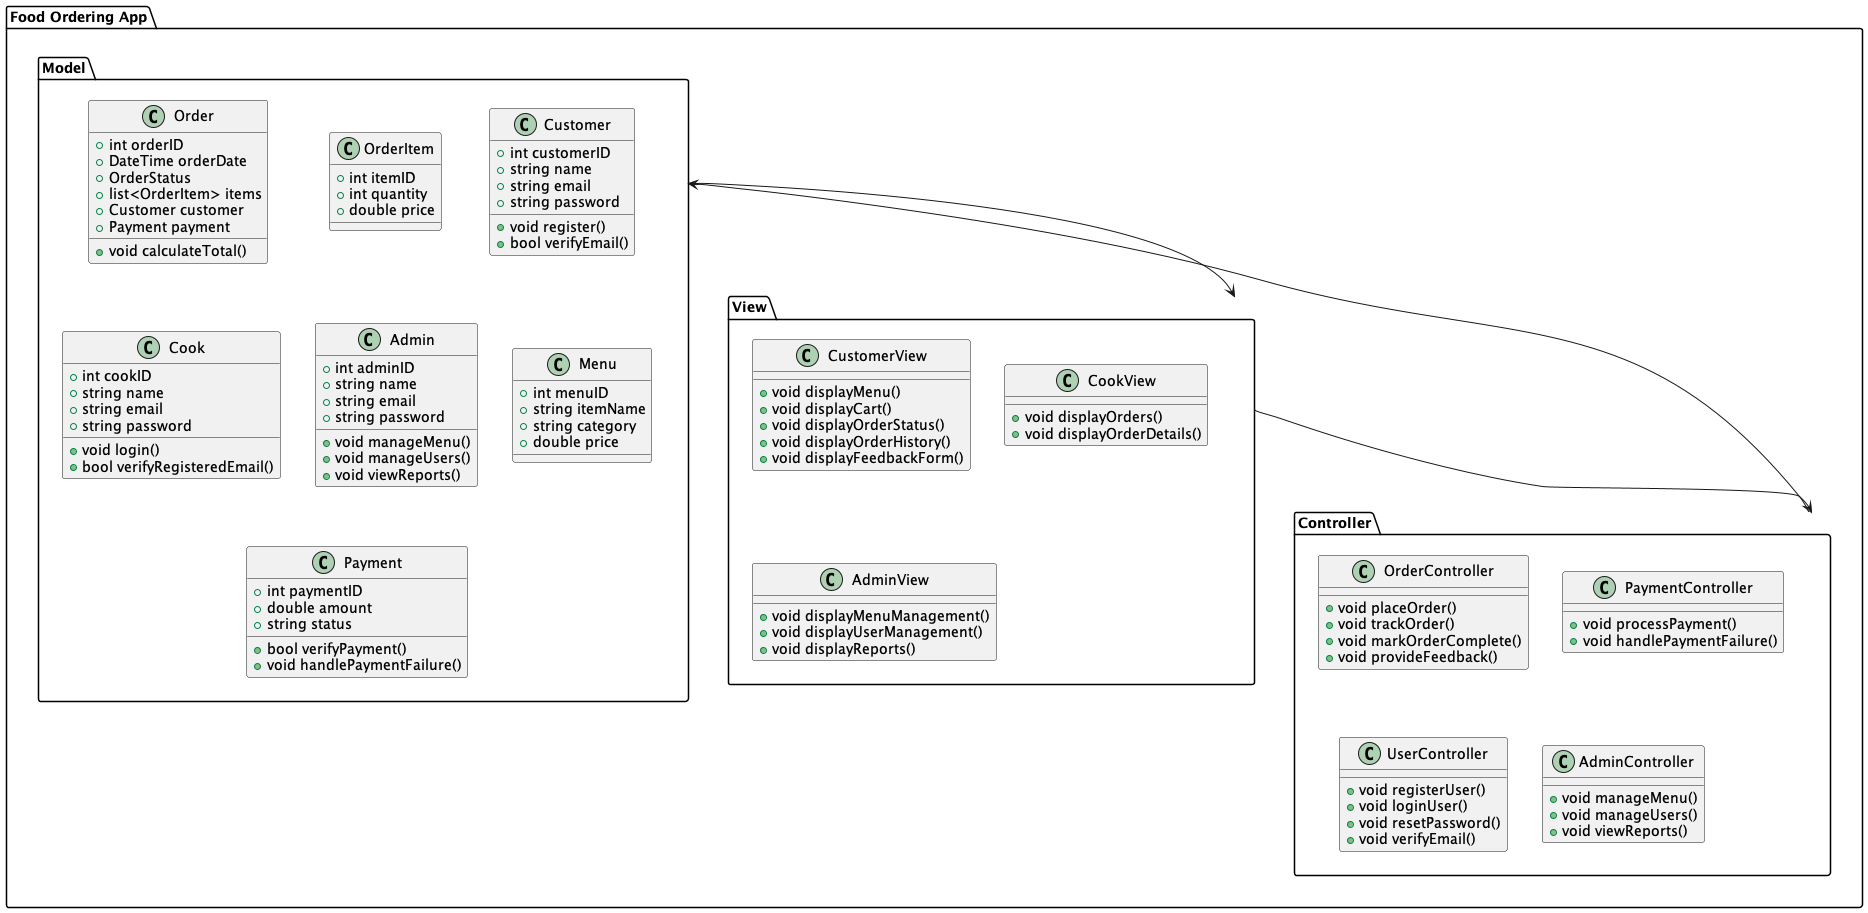 Food Ordering App
Model
Order
int orderID
DateTime orderDate
OrderStatus
list<OrderItem> items
Customer customer
Payment payment
void calculateTotal()
OrderItem
int itemID
int quantity
double price
Customer
int customerID
string name
string email
string password
void register()
bool verifyEmail()
Cook
int cookID
string name
string email
string password
void login()
bool verifyRegisteredEmail()
Admin
int adminID
string name
string email
string password
void manageMenu()
void manageUsers()
void viewReports()
Menu
int menuID
string itemName
string category
double price
Payment
int paymentID
double amount
string status
bool verifyPayment()
void handlePaymentFailure()
View
CustomerView
void displayMenu()
void displayCart()
void displayOrderStatus()
void displayOrderHistory()
void displayFeedbackForm()
CookView
void displayOrders()
void displayOrderDetails()
AdminView
void displayMenuManagement()
void displayUserManagement()
void displayReports()
Controller
OrderController
void placeOrder()
void trackOrder()
void markOrderComplete()
void provideFeedback()
PaymentController
void processPayment()
void handlePaymentFailure()
UserController
void registerUser()
void loginUser()
void resetPassword()
void verifyEmail()
AdminController
void manageMenu()
void manageUsers()
void viewReports()